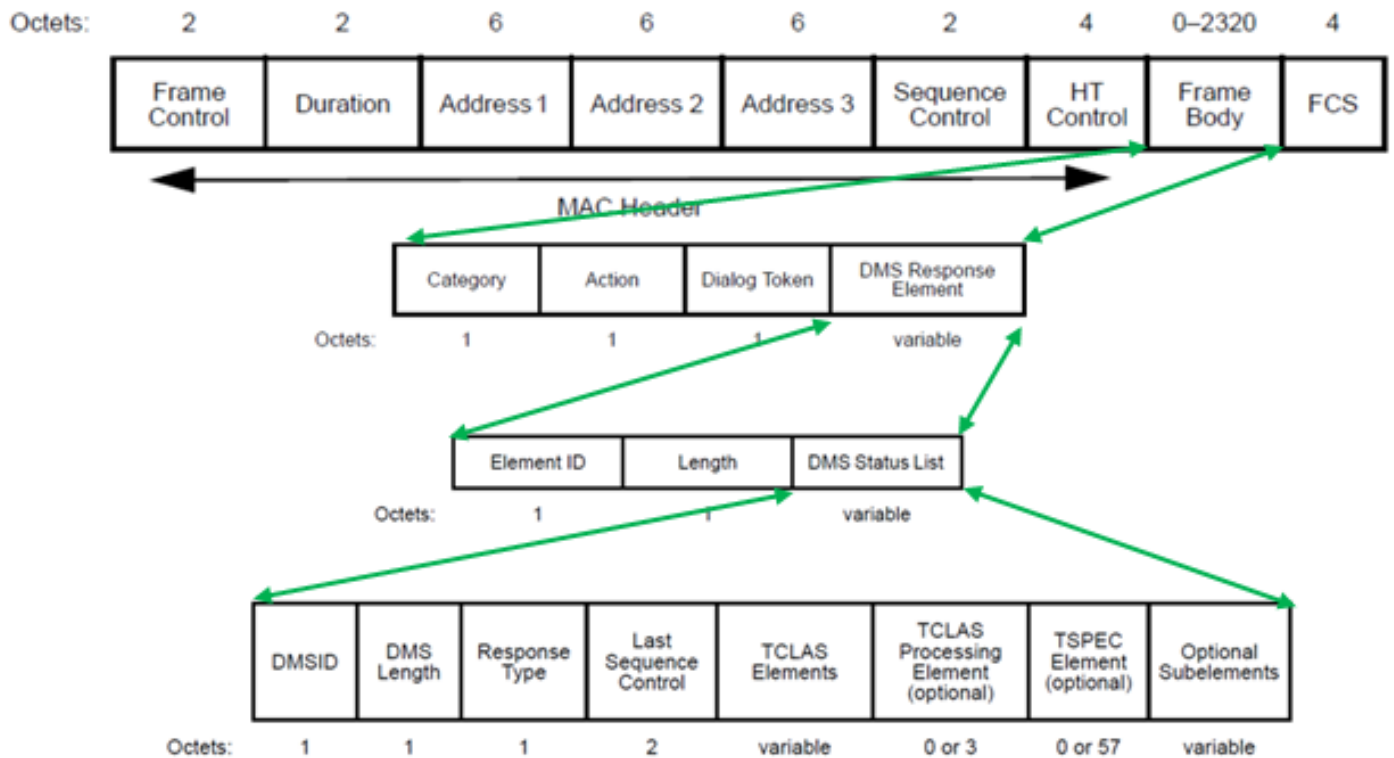 Octets: 2 2 6 6 6 2 4 0–2320 4
Frame Control Duration Address 1 Address 2 Address 3 Sequence Control HT Control Frame Body FCS
MAC Header
Category Action Dialog Token DMS Response Element
Octets: 1 1 1 variable
Element ID Length DMS Status List
Octets: 1 1 variable
DMSID DMS Length Response Type Last Sequence Control TCLAS Elements TCLAS Processing Element (optional) TSPEC Element (optional) Optional Subelements
Octets: 1 1 1 2 variable 0 or 3 0 or 57 variable